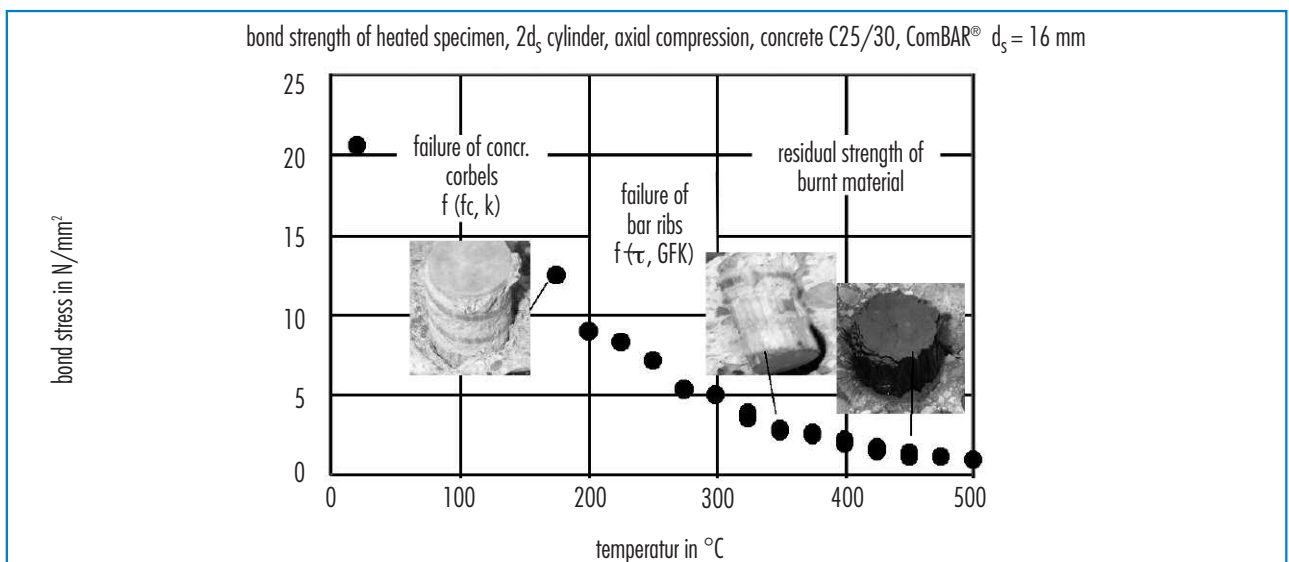 bond strength of heated specimen, 2ds cylinder, axial compression, concrete C25/30, ComBAR® ds = 16 mm
bond stress in N/mm²
25
20
15
10
5
0
failure of concr.
corbels
f (fc, k)
failure of
bar ribs
f (τ, GFK)
residual strength of
burnt material
0 100 200 300 400 500
temperatur in °C